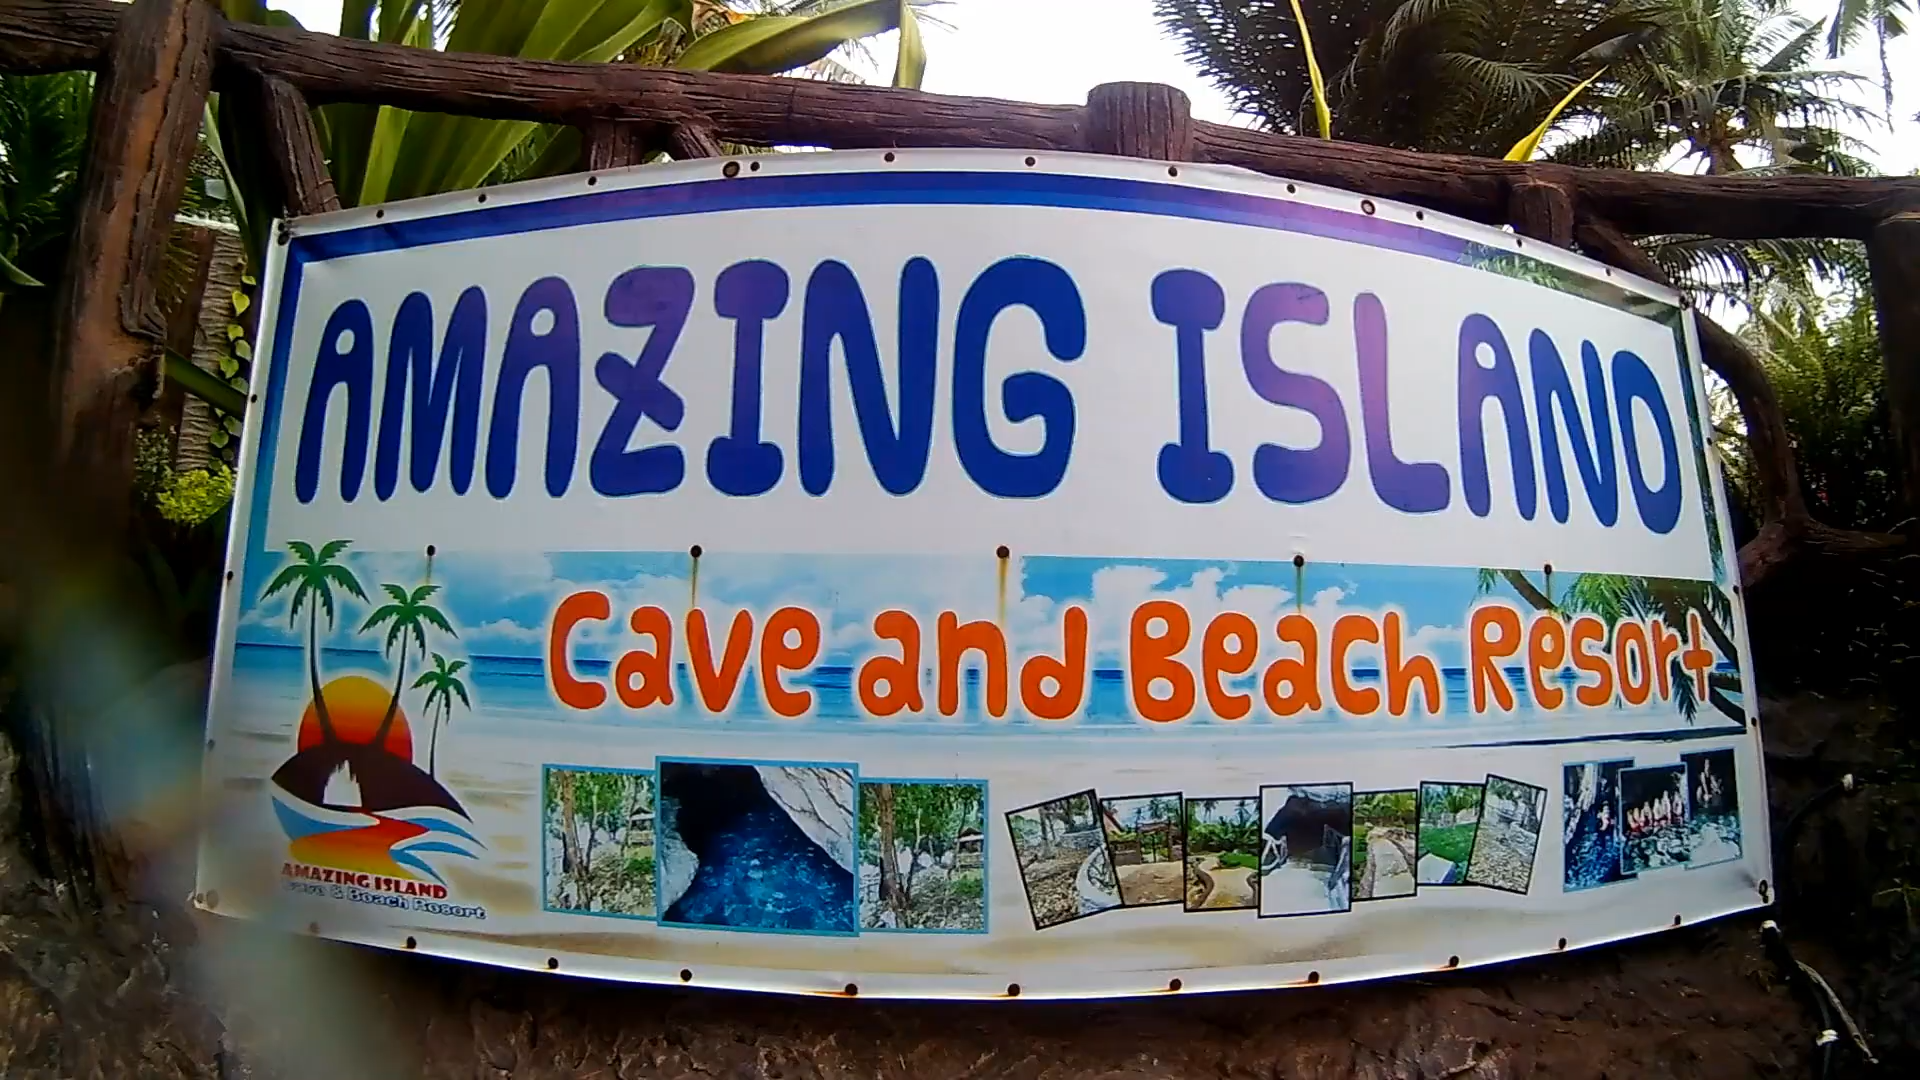 AMAZING ISLAND
Cave and Beach Resort
AMAZING ISLAND
Cave & Beach Resort